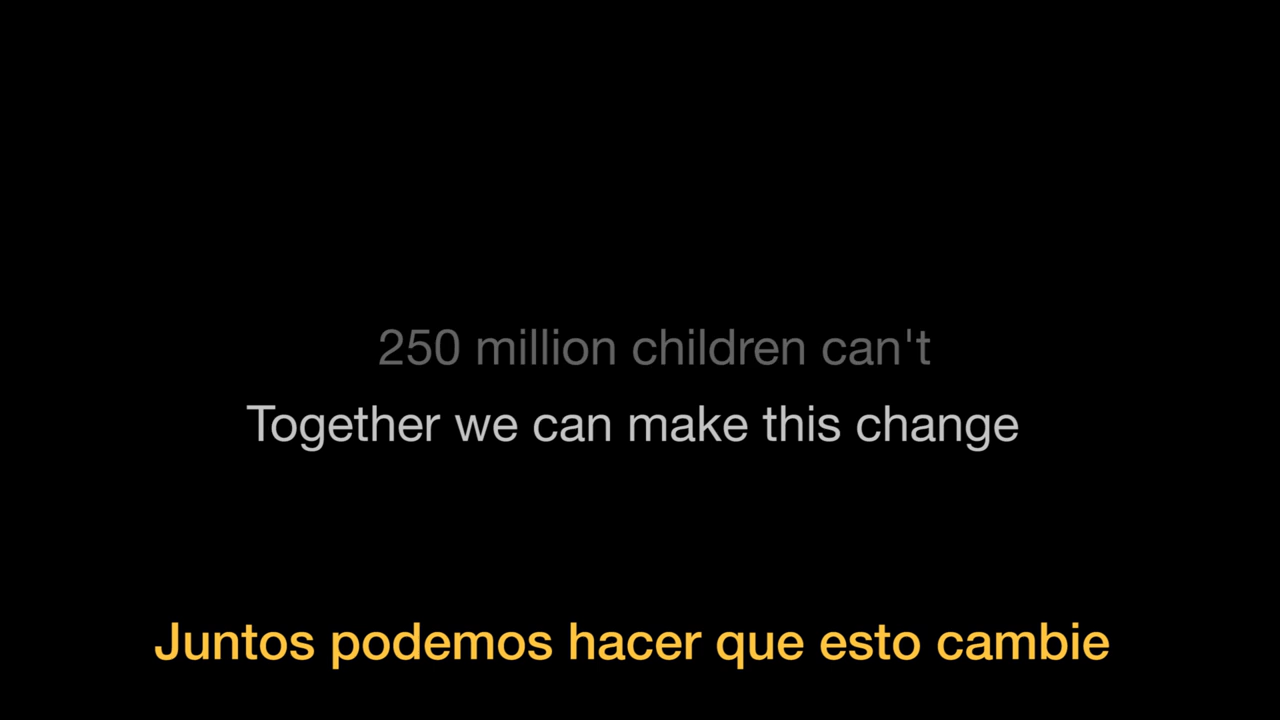 250 million children can't
Together we can make this change
Juntos podemos hacer que esto cambie